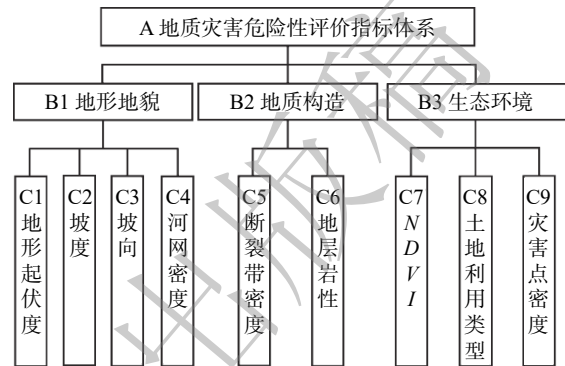 A 地质灾害危险性评价指标体系
B1 地形地貌
B2 地质构造
B3 生态环境
C1 地形起伏度
C2 坡度
C3 坡向
C4 河网密度
C5 断裂带密度
C6 地层岩性
C7 NDVI
C8 土地利用类型
C9 灾害点密度
出版稿